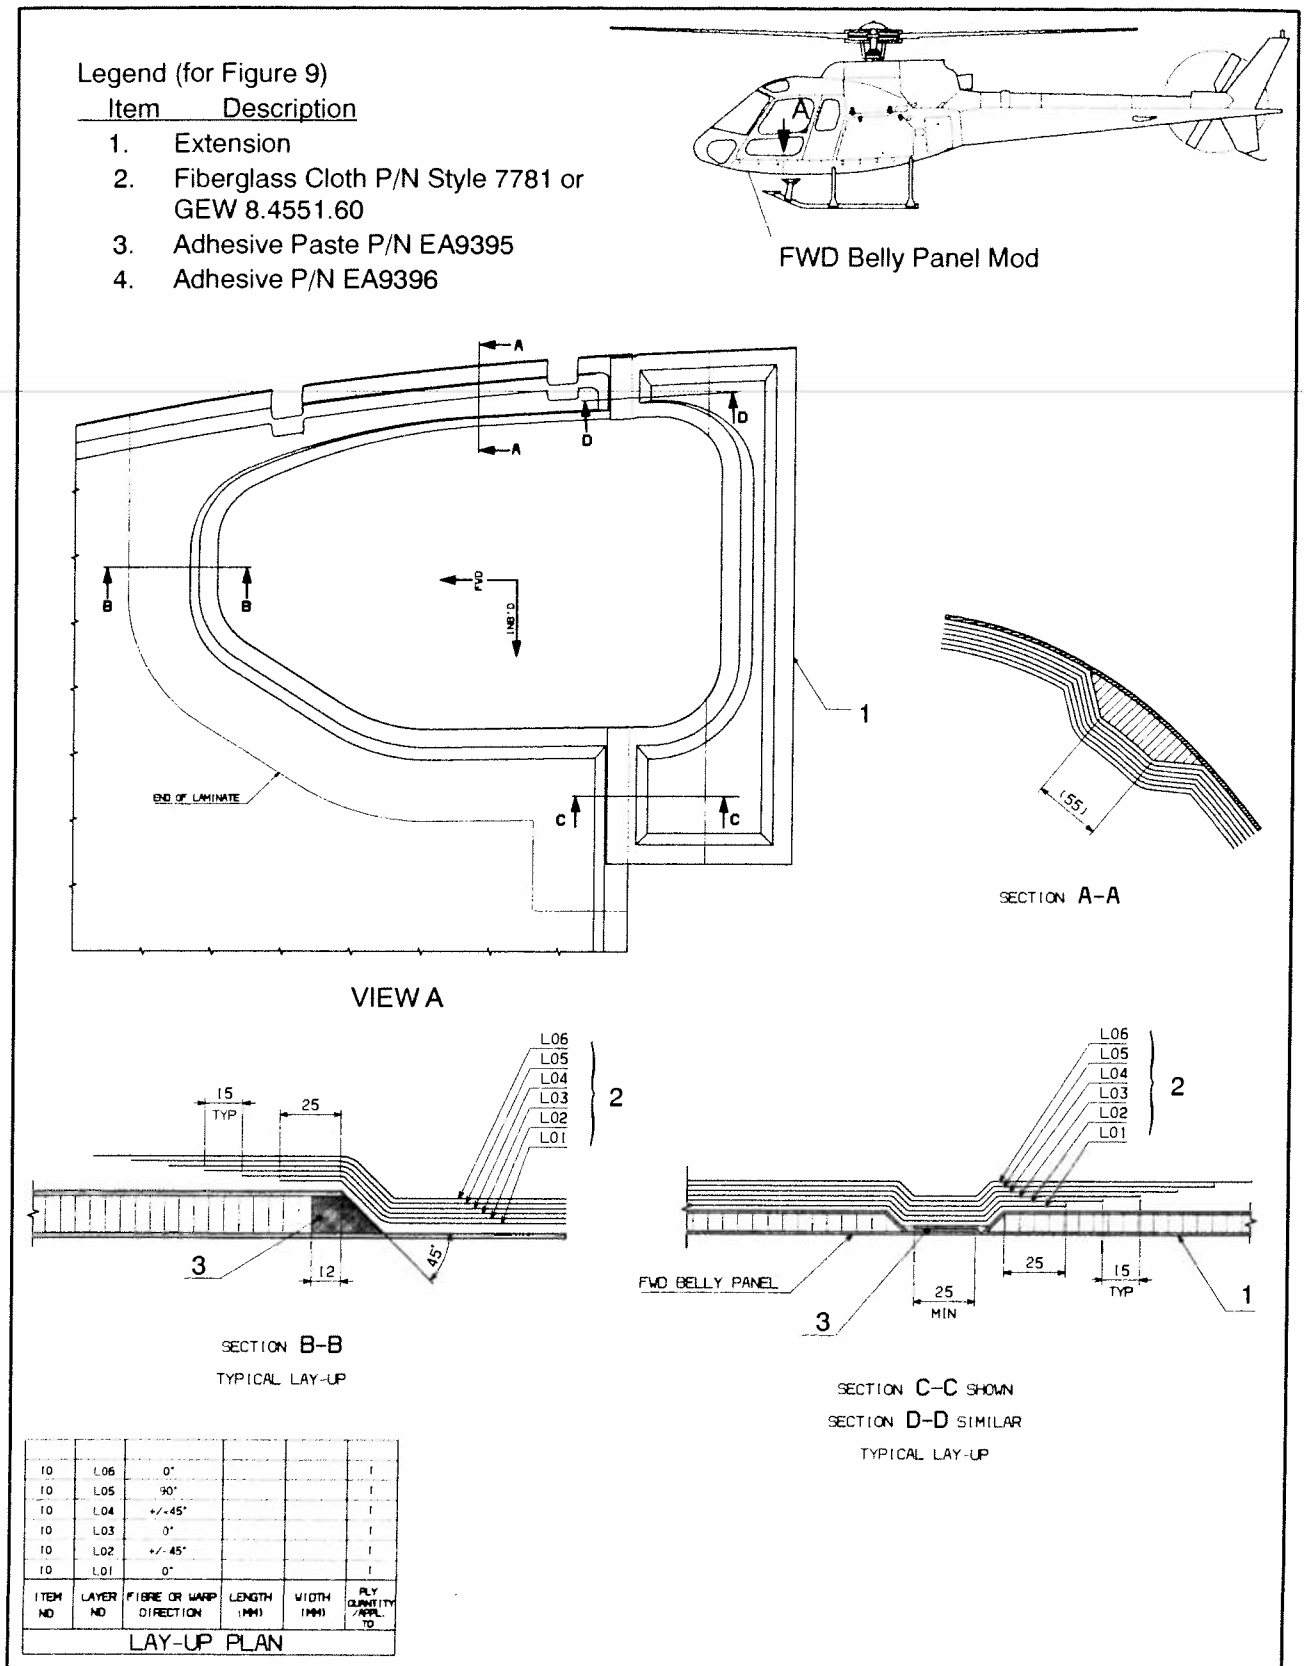 Legend (for Figure 9)
Item Description
1. Extension
2. Fiberglass Cloth P/N Style 7781 or
GEW 8.4551.60
3. Adhesive Paste P/N EA9395
4. Adhesive P/N EA9396
A
FWD Belly Panel Mod
A
A
D
D
B
B
FWD
INB'D
1
END OF LAMINATE
C
C
(55)
SECTION A-A
VIEW A
L06
L05
L04
L03
L02
L01
2
15
TYP
25
3
12
45°
SECTION B-B
TYPICAL LAY-UP
L06
L05
L04
L03
L02
L01
2
FWD BELLY PANEL
3
25
MIN
25
15
TYP
1
SECTION C-C SHOWN
SECTION D-D SIMILAR
TYPICAL LAY-UP
10 L06 0° 1
10 L05 90° 1
10 L04 +/-45° 1
10 L03 0° 1
10 L02 +/-45° 1
10 L01 0° 1
ITEM NO LAYER NO FIBRE OR WARP DIRECTION LENGTH (MM) WIDTH (MM) PLY QUANTITY /APPL. TO
LAY-UP PLAN